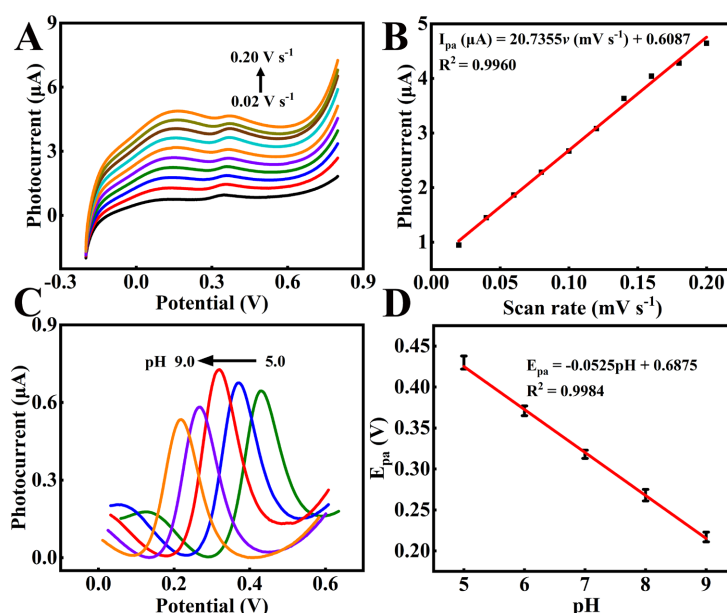 A
9
6
3
0
-0.3
0.0
0.3
0.6
0.9
Photocurrent (μA)
Potential (V)
0.20 V s⁻¹
0.02 V s⁻¹
B
5
4
3
2
1
0.00
0.05
0.10
0.15
0.20
Photocurrent (μA)
Scan rate (mV s⁻¹)
Iₚₐ (μA) = 20.7355ν (mV s⁻¹) + 0.6087
R² = 0.9960
C
0.9
0.6
0.3
0.0
0.0
0.2
0.4
0.6
Photocurrent (μA)
Potential (V)
pH 9.0 5.0
D
0.45
0.40
0.35
0.30
0.25
0.20
5
6
7
8
9
Eₚₐ (V)
pH
Eₚₐ = -0.0525pH + 0.6875
R² = 0.9984